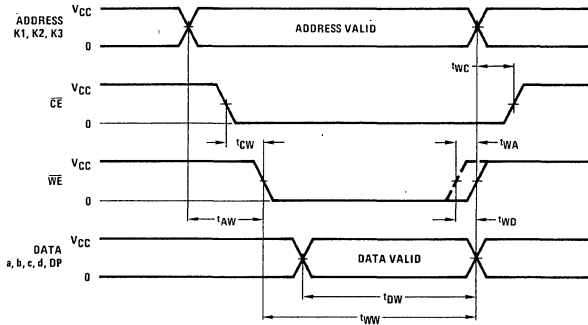 ADDRESS
K1, K2, K3
VCC
0
ADDRESS VALID
tWC
CE
VCC
0
tCW
tWA
WE
VCC
0
tAW
tWD
DATA
a, b, c, d, DP
VCC
0
DATA VALID
tDW
tWW